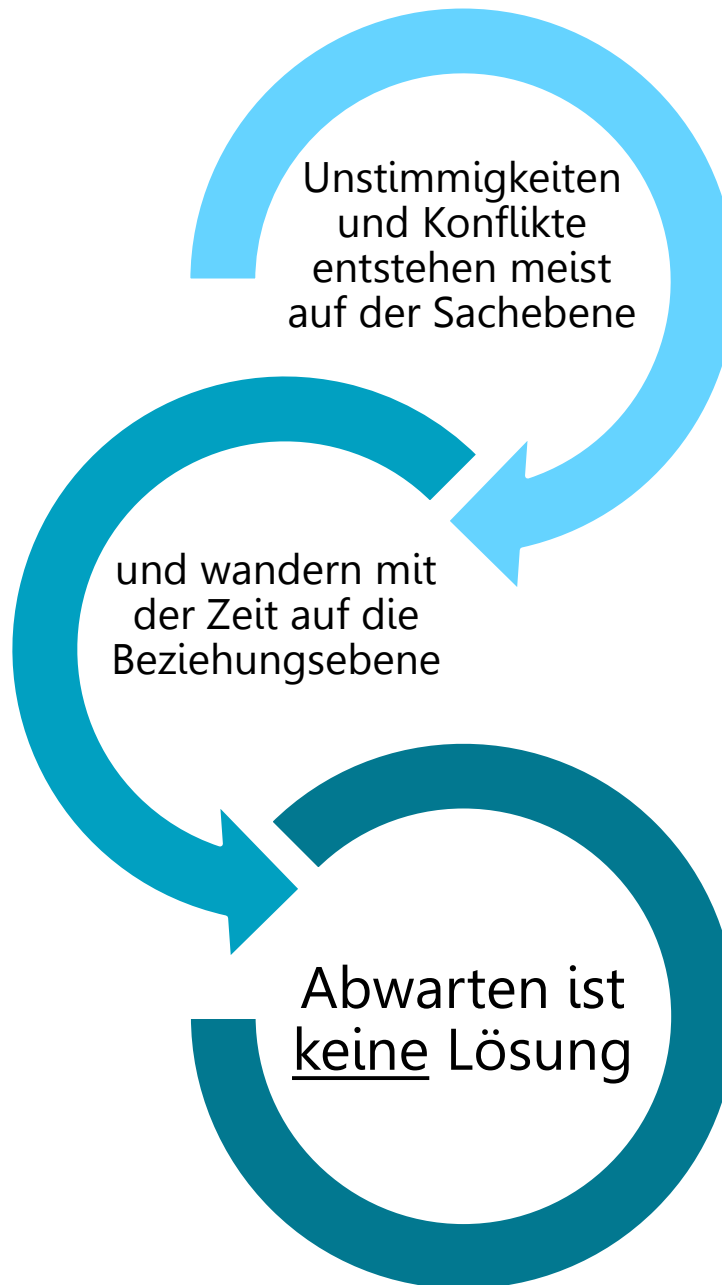 Unstimmigkeiten
und Konflikte
entstehen meist
auf der Sachebene
und wandern mit
der Zeit auf die
Beziehungsebene
Abwarten ist
keine Lösung